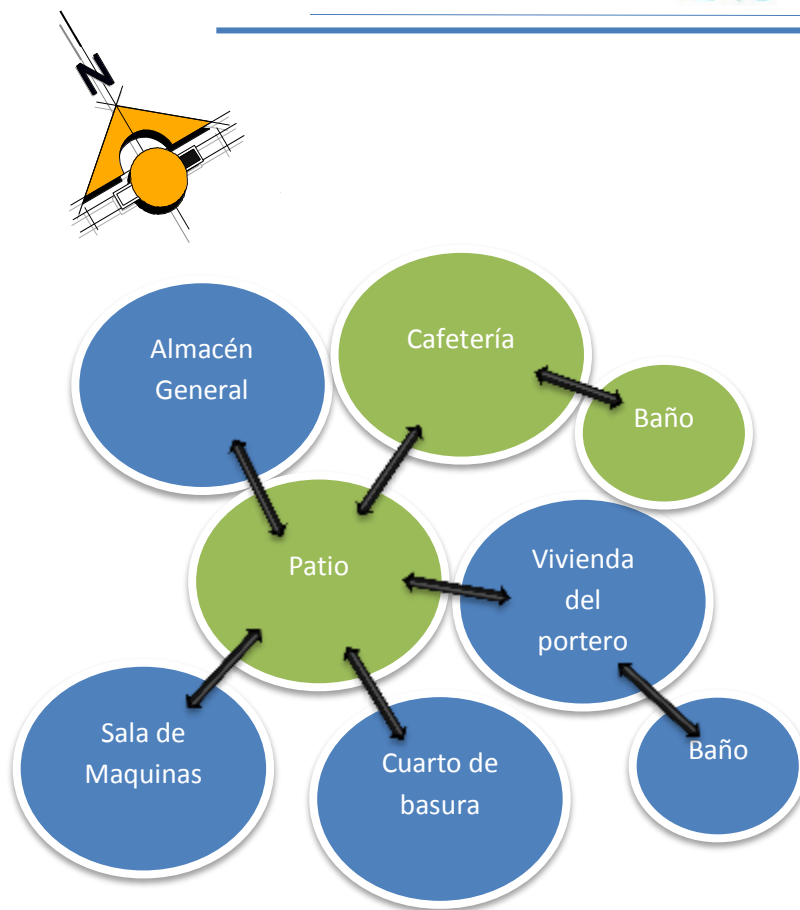 N
Almacén
General
Cafetería
Baño
Patio
Vivienda
del
portero
Sala de
Maquinas
Cuarto de
basura
Baño